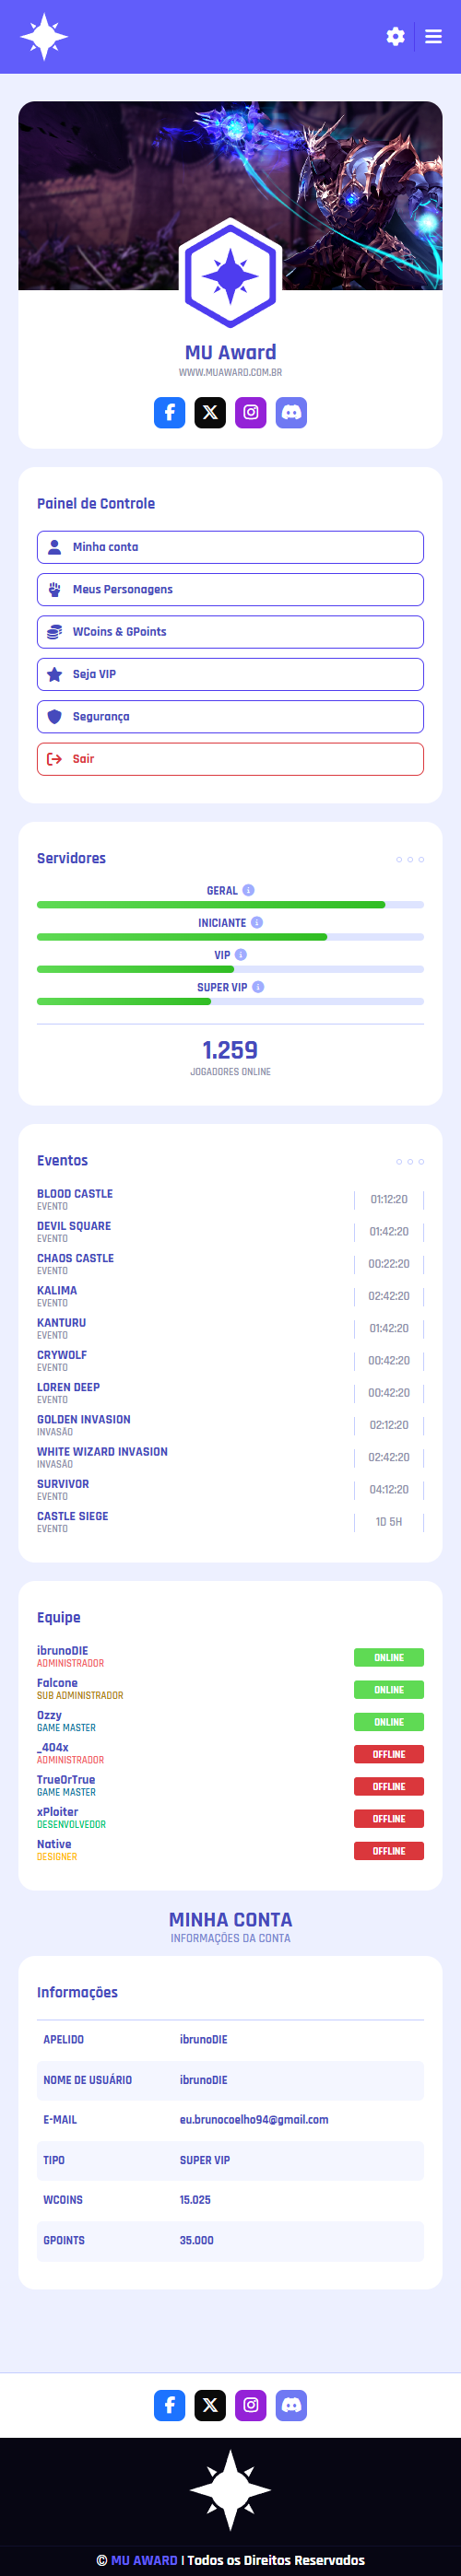 MU Award
WWW.MUAWARD.COM.BR
Painel de Controle
Minha conta
Meus Personagens
WCoins & GPoints
Seja VIP
Segurança
Sair
Servidores
GERAL
INICIANTE
VIP
SUPER VIP
1.259
JOGADORES ONLINE
Eventos
BLOOD CASTLE
EVENTO
01:12:20
DEVIL SQUARE
EVENTO
01:42:20
CHAOS CASTLE
EVENTO
00:22:20
KALIMA
EVENTO
02:42:20
KANTURU
EVENTO
01:42:20
CRYWOLF
EVENTO
00:42:20
LOREN DEEP
EVENTO
00:42:20
GOLDEN INVASION
INVASÃO
02:12:20
WHITE WIZARD INVASION
INVASÃO
02:42:20
SURVIVOR
EVENTO
04:12:20
CASTLE SIEGE
EVENTO
1D 5H
Equipe
ibrunoDIE
ADMINISTRADOR
ONLINE
Falcone
SUB ADMINISTRADOR
ONLINE
Ozzy
GAME MASTER
ONLINE
_404x
ADMINISTRADOR
OFFLINE
TrueOrTrue
GAME MASTER
OFFLINE
xPloiter
DESENVOLVEDOR
OFFLINE
Native
DESIGNER
OFFLINE
MINHA CONTA
INFORMAÇÕES DA CONTA
Informações
APELIDO ibrunoDIE
NOME DE USUÁRIO ibrunoDIE
E-MAIL eu.brunocoelho94@gmail.com
TIPO SUPER VIP
WCOINS 15.025
GPOINTS 35.000
© MU AWARD | Todos os Direitos Reservados